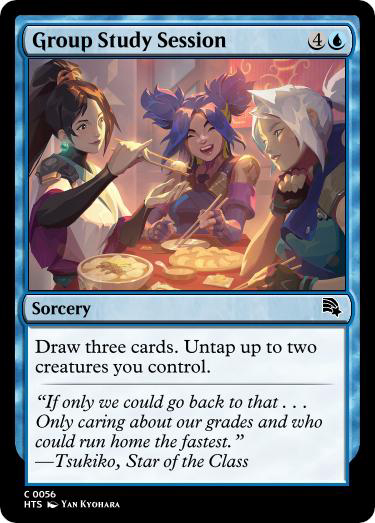 Group Study Session 4
Sorcery
Draw three cards. Untap up to two
creatures you control.
“If only we could go back to that . . .
Only caring about our grades and who
could run home the fastest.”
—Tsukiko, Star of the Class
C 0056
HTS Yan Kyohara